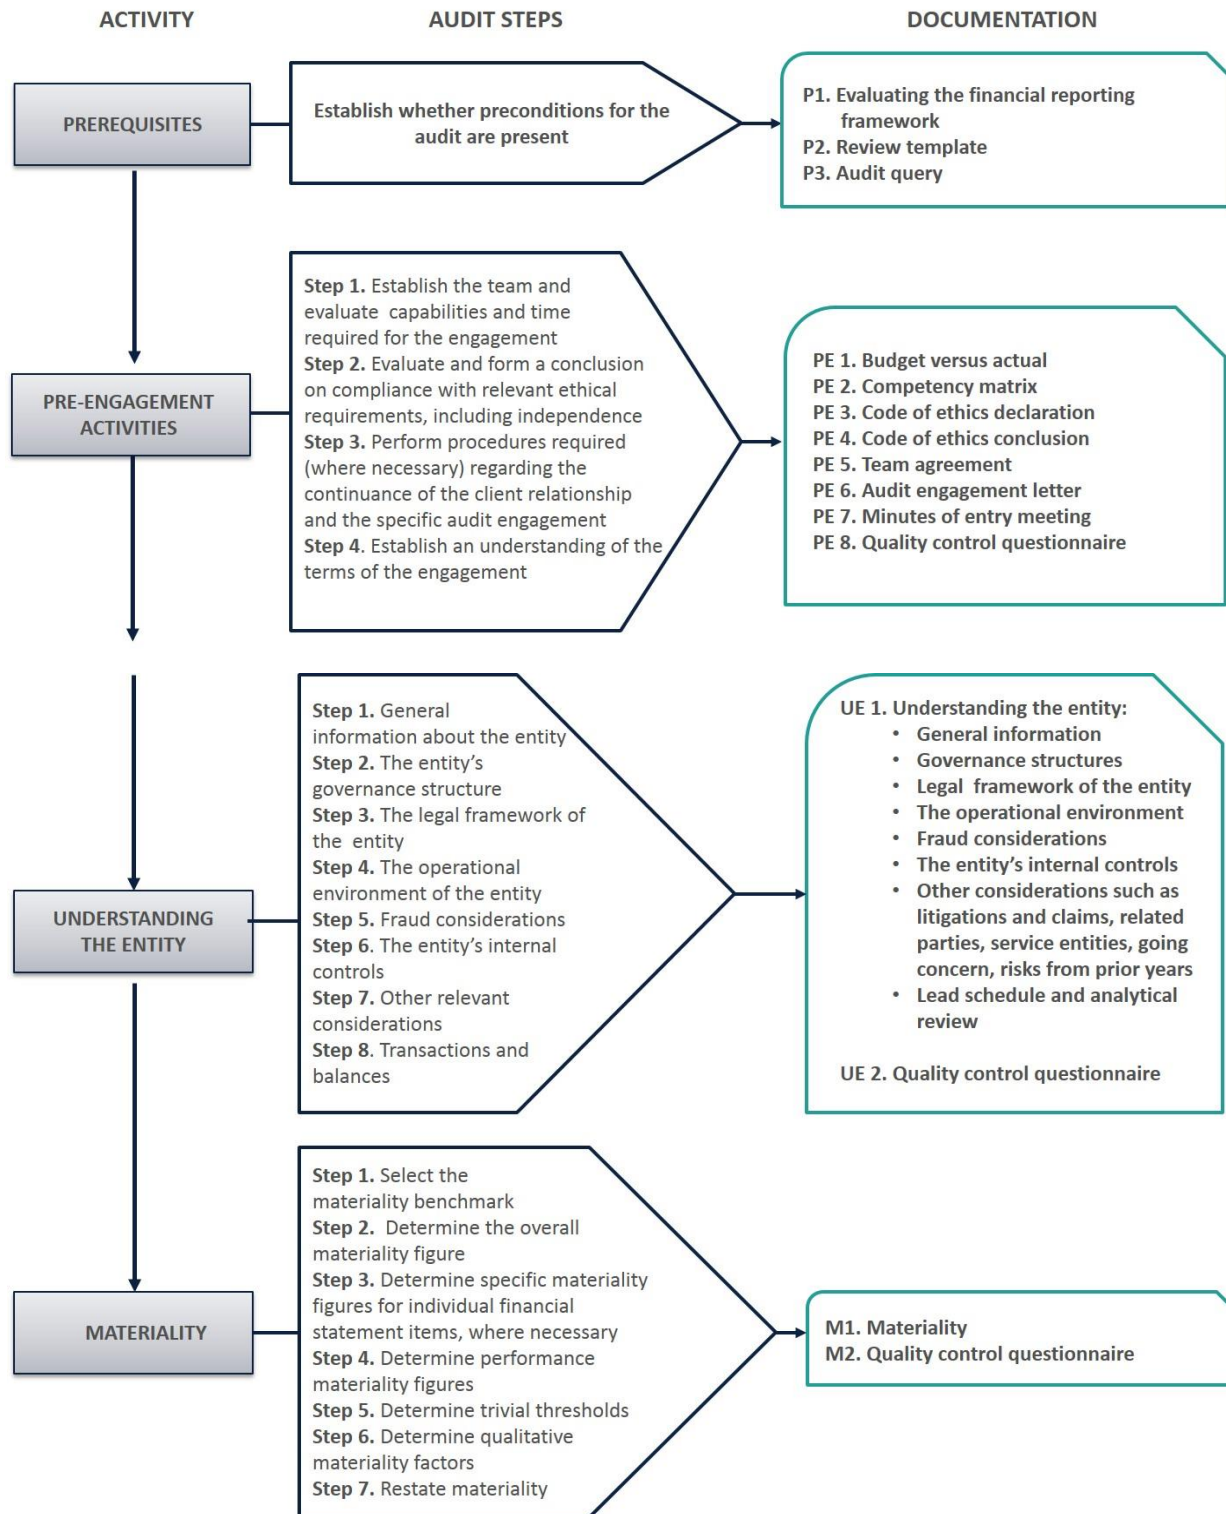 ACTIVITY
AUDIT STEPS
DOCUMENTATION
PREREQUISITES
Establish whether preconditions for the
audit are present
P1. Evaluating the financial reporting
framework
P2. Review template
P3. Audit query
PRE-ENGAGEMENT
ACTIVITIES
Step 1. Establish the team and
evaluate capabilities and time
required for the engagement
Step 2. Evaluate and form a conclusion
on compliance with relevant ethical
requirements, including independence
Step 3. Perform procedures required
(where necessary) regarding the
continuance of the client relationship
and the specific audit engagement
Step 4. Establish an understanding of the
terms of the engagement
PE 1. Budget versus actual
PE 2. Competency matrix
PE 3. Code of ethics declaration
PE 4. Code of ethics conclusion
PE 5. Team agreement
PE 6. Audit engagement letter
PE 7. Minutes of entry meeting
PE 8. Quality control questionnaire
UNDERSTANDING
THE ENTITY
Step 1. General
information about the entity
Step 2. The entity's
governance structure
Step 3. The legal framework of
the entity
Step 4. The operational
environment of the entity
Step 5. Fraud considerations
Step 6. The entity's internal
controls
Step 7. Other relevant
considerations
Step 8. Transactions and
balances
UE 1. Understanding the entity:
• General information
• Governance structures
• Legal framework of the entity
• The operational environment
• Fraud considerations
• The entity's internal controls
• Other considerations such as
litigations and claims, related
parties, service entities, going
concern, risks from prior years
• Lead schedule and analytical
review
UE 2. Quality control questionnaire
MATERIALITY
Step 1. Select the
materiality benchmark
Step 2. Determine the overall
materiality figure
Step 3. Determine specific materiality
figures for individual financial
statement items, where necessary
Step 4. Determine performance
materiality figures
Step 5. Determine trivial thresholds
Step 6. Determine qualitative
materiality factors
Step 7. Restate materiality
M1. Materiality
M2. Quality control questionnaire